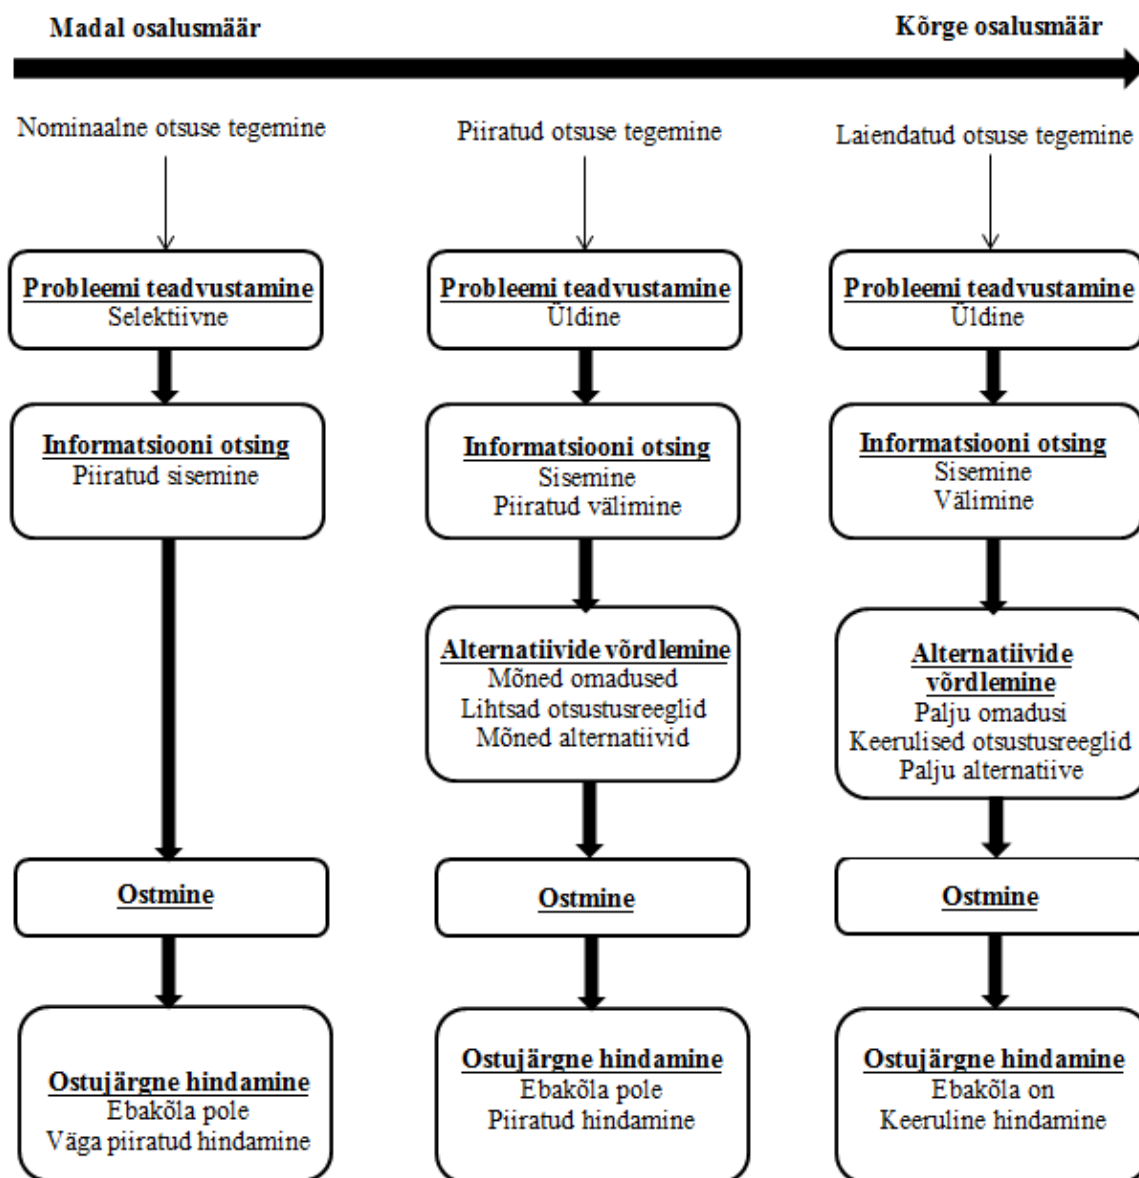 Madal osalusmäär
Kõrge osalusmäär
Nominaalne otsuse tegemine
Piiratud otsuse tegemine
Laiendatud otsuse tegemine
Probleemi teadvustamine
Selektiivne
Probleemi teadvustamine
Üldine
Probleemi teadvustamine
Üldine
Informatsiooni otsing
Piiratud sisemine
Informatsiooni otsing
Sisemine
Piiratud välimine
Informatsiooni otsing
Sisemine
Välimine
Alternatiivide võrdlemine
Mõned omadused
Lihtsad otsustusreeglid
Mõned alternatiivid
Alternatiivide
võrdlemine
Palju omadusi
Keerulised otsustusreeglid
Palju alternatiive
Ostmine
Ostmine
Ostmine
Ostujärgne hindamine
Ebakõla pole
Väga piiratud hindamine
Ostujärgne hindamine
Ebakõla pole
Piiratud hindamine
Ostujärgne hindamine
Ebakõla on
Keeruline hindamine